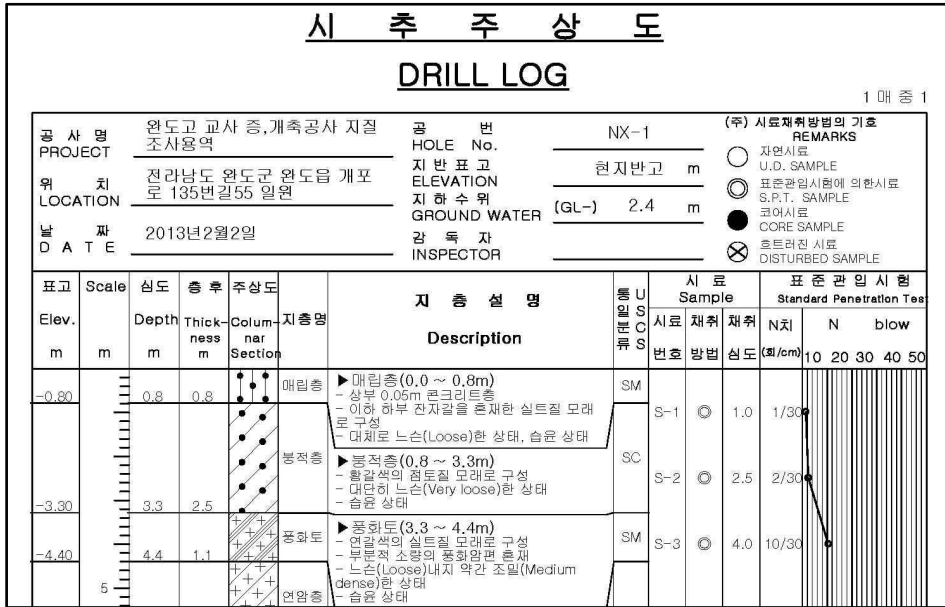 시 추 주 상 도
DRILL LOG
1 매 중 1
공 사 명
PROJECT
완도고 교사 증,개축공사 지질
조사용역
공 번
HOLE No.
NX-1
(주) 시료채취방법의 기호
REMARKS
위 치
LOCATION
전라남도 완도군 완도읍 개포
로 135번길55 일원
지 반 표 고
ELEVATION
현지반고 m
지 하 수 위
GROUND WATER
(GL-) 2.4 m
날 짜
D A T E
2013년2월2일
감 독 자
INSPECTOR
자연시료
U.D. SAMPLE
표준관입시험에 의한시료
S.P.T. SAMPLE
코어시료
CORE SAMPLE
흐트러진 시료
DISTURBED SAMPLE
표고
Elev.
m
Scale
m
심도
Depth
m
층 후
Thick-
ness
m
주상도
Colum-
nar
Section
지층명
지 층 설 명
Description
통일분류
USCS
시 료
Sample
시료
번호
채취
방법
채취
심도
표 준 관 입 시 험
Standard Penetration Test
N치
(회/cm)
N blow
10 20 30 40 50
-0.80 0.8 0.8 매립층
▶매립층(0.0 ~ 0.8m)
- 상부 0.05m 콘크리트층
- 이하 하부 잔자갈을 혼재한 실트질 모래
로 구성
- 대체로 느슨(Loose)한 상태, 습윤 상태
SM
S-1 1.0 1/30
-3.30 3.3 2.5 붕적층
▶붕적층(0.8 ~ 3.3m)
- 황갈색의 점토질 모래로 구성
- 대단히 느슨(Very loose)한 상태
- 습윤 상태
SC
S-2 2.5 2/30
-4.40 4.4 1.1 풍화토
▶풍화토(3.3 ~ 4.4m)
- 연갈색의 실트질 모래로 구성
- 부분적 소량의 풍화암편 혼재
- 느슨(Loose)내지 약간 조밀(Medium
dense)한 상태
- 습윤 상태
SM
S-3 4.0 10/30
5
연암층